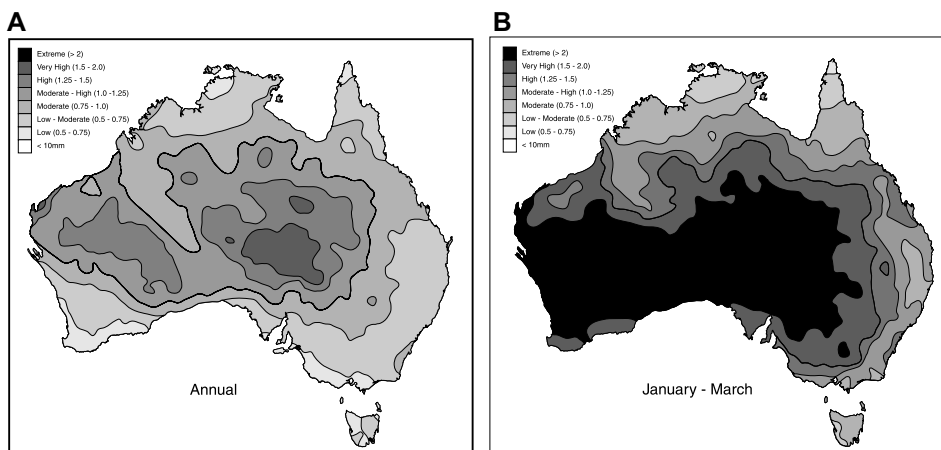 A
Extreme (> 2)
Very High (1.5 - 2.0)
High (1.25 - 1.5)
Moderate - High (1.0 -1.25)
Moderate (0.75 - 1.0)
Low - Moderate (0.5 - 0.75)
Low (0.5 - 0.75)
< 10mm
Annual
B
Extreme (> 2)
Very High (1.5 - 2.0)
High (1.25 - 1.5)
Moderate - High (1.0 -1.25)
Moderate (0.75 - 1.0)
Low - Moderate (0.5 - 0.75)
Low (0.5 - 0.75)
< 10mm
January - March